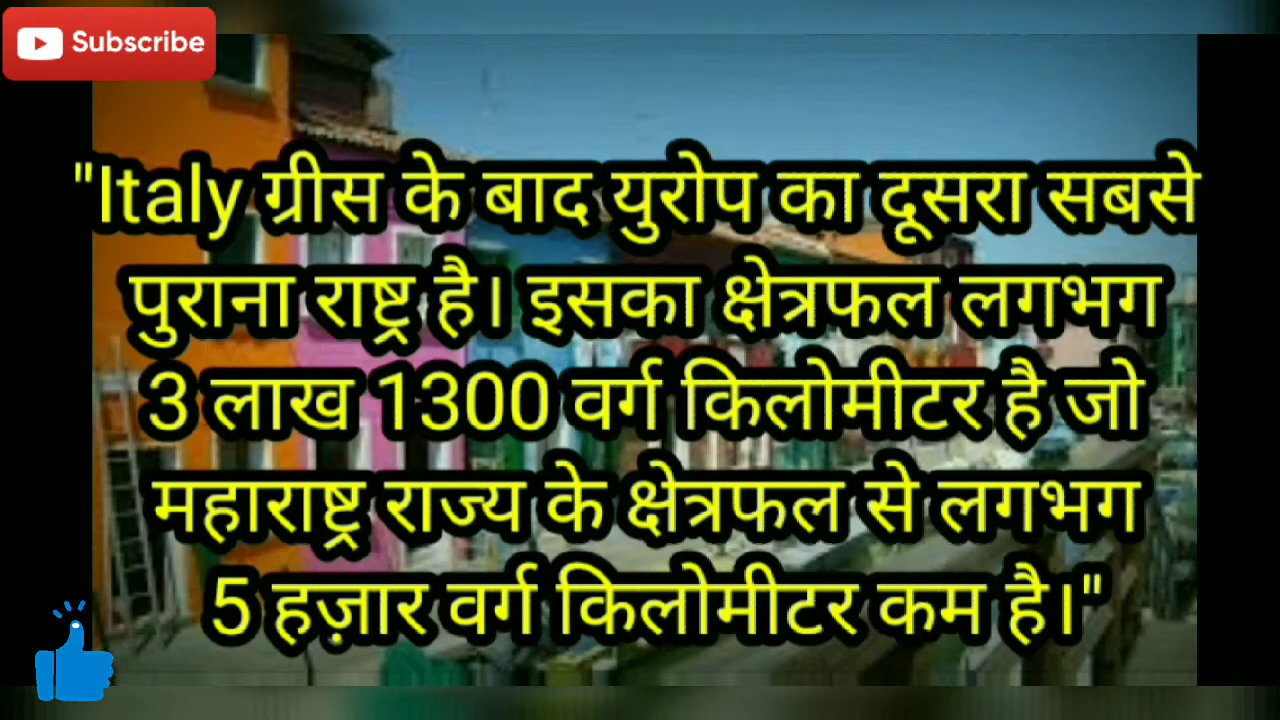 Subscribe
"Italy ग्रीस के बाद युरोप का दूसरा सबसे
पुराना राष्ट्र है। इसका क्षेत्रफल लगभग
3 लाख 1300 वर्ग किलोमीटर है जो
महाराष्ट्र राज्य के क्षेत्रफल से लगभग
5 हज़ार वर्ग किलोमीटर कम है।"